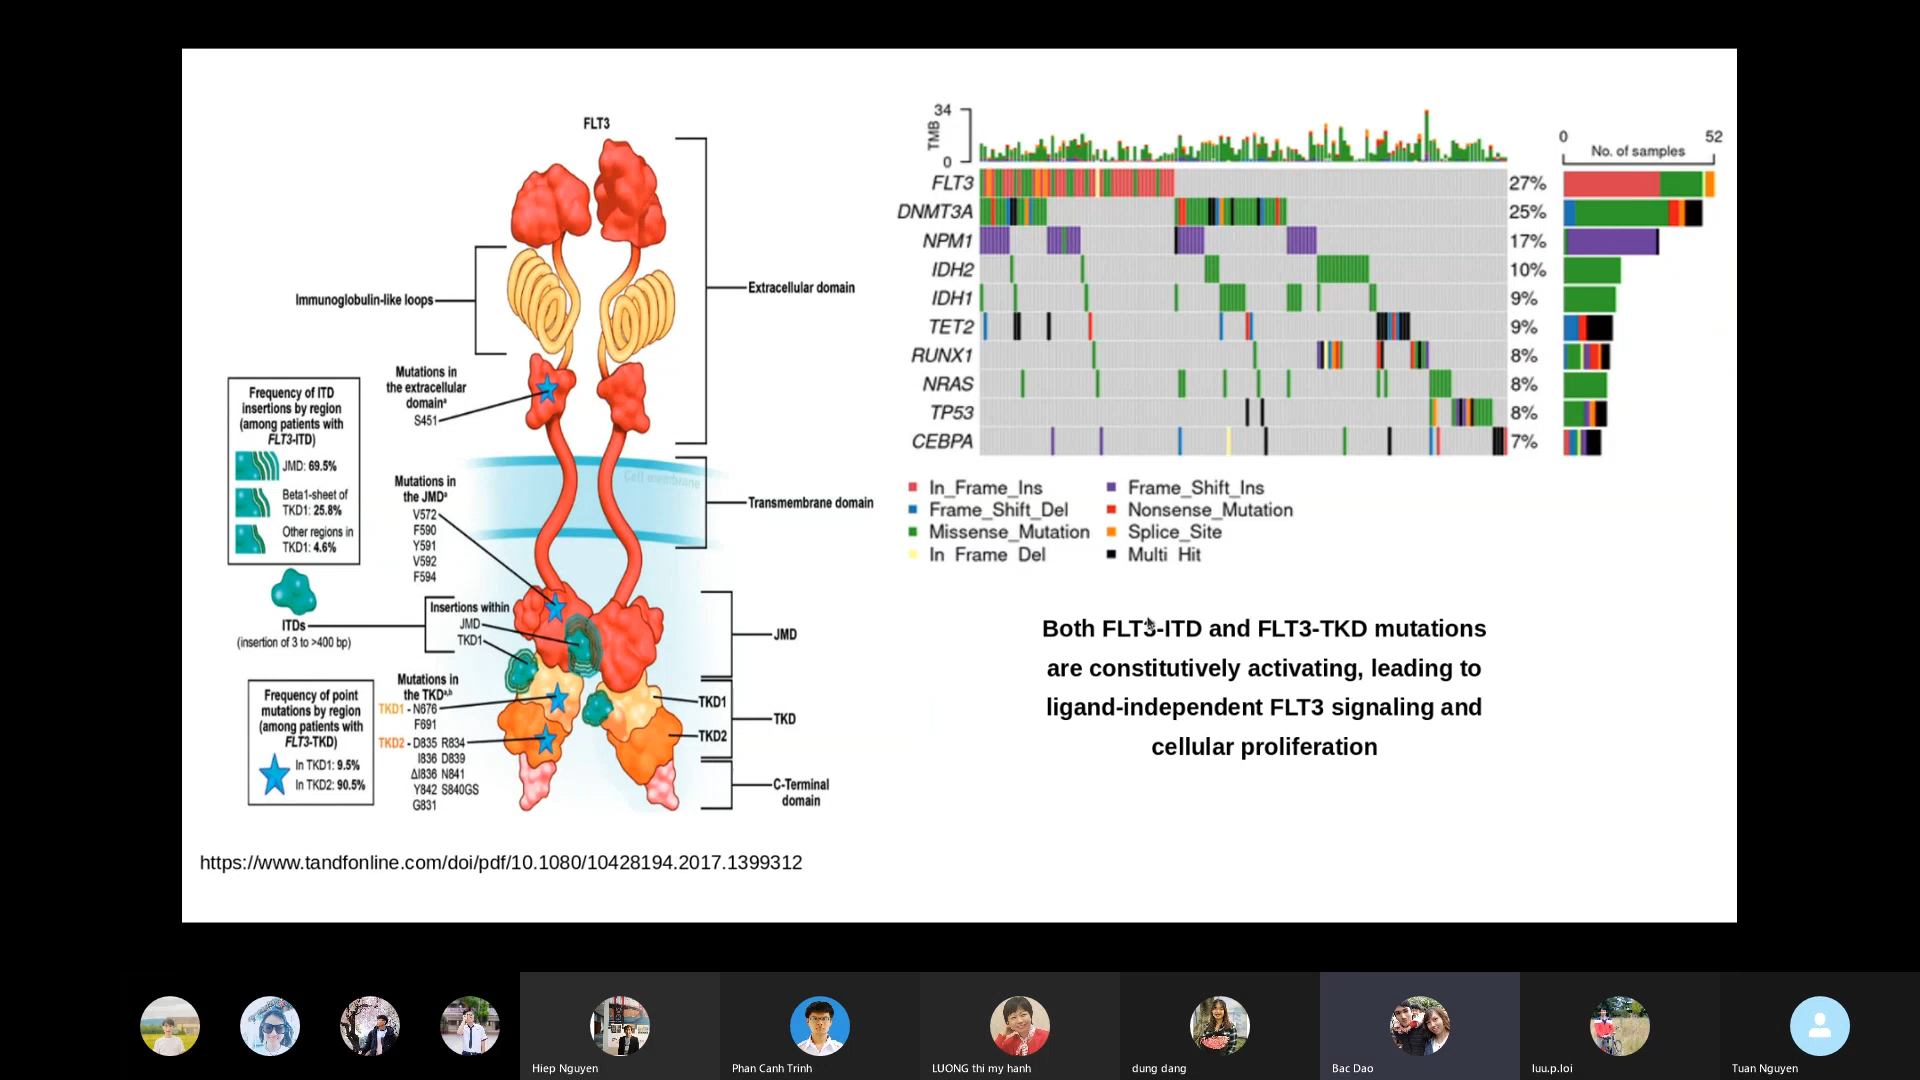 FLT3
Immunoglobulin-like loops
Extracellular domain
Mutations in
the extracellular
domainᵃ
S451
Frequency of ITD
insertions by region
(among patients with
FLT3-ITD)
JMD: 69.5%
Beta1-sheet of
TKD1: 25.8%
Other regions in
TKD1: 4.6%
Cell membrane
Transmembrane domain
Mutations in
the JMDᵃ
V572
F590
Y591
V592
F594
ITDs
(insertion of 3 to >400 bp)
Insertions within
JMD
TKD1
JMD
Frequency of point
mutations by region
(among patients with
FLT3-TKD)
In TKD1: 9.5%
In TKD2: 90.5%
Mutations in
the TKDᵃ,ᵇ
TKD1 - N676
F691
TKD2 - D835 R834
I836 D839
ΔI836 N841
Y842 S840GS
G831
TKD1
TKD
TKD2
C-Terminal
domain
https://www.tandfonline.com/doi/pdf/10.1080/10428194.2017.1399312
34
TMB
0
0 52
No. of samples
FLT3 27%
DNMT3A 25%
NPM1 17%
IDH2 10%
IDH1 9%
TET2 9%
RUNX1 8%
NRAS 8%
TP53 8%
CEBPA 7%
In_Frame_Ins Frame_Shift_Ins
Frame_Shift_Del Nonsense_Mutation
Missense_Mutation Splice_Site
In Frame Del Multi Hit
Both FLT3-ITD and FLT3-TKD mutations
are constitutively activating, leading to
ligand-independent FLT3 signaling and
cellular proliferation
Hiep Nguyen
Phan Canh Trinh
LUONG thi my hanh
dung dang
Bac Dao
luu.p.loi
Tuan Nguyen